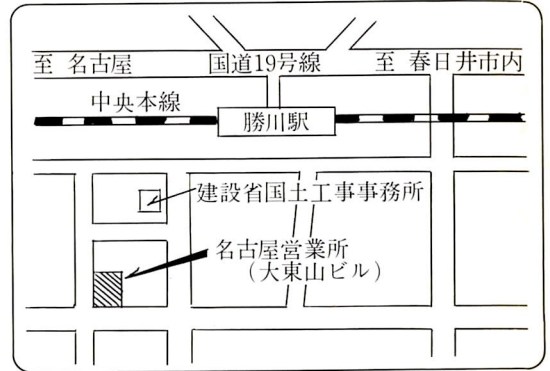 至 名古屋
国道19号線
至 春日井市内
中央本線
勝川駅
建設省国土工事事務所
名古屋営業所
(大東山ビル)